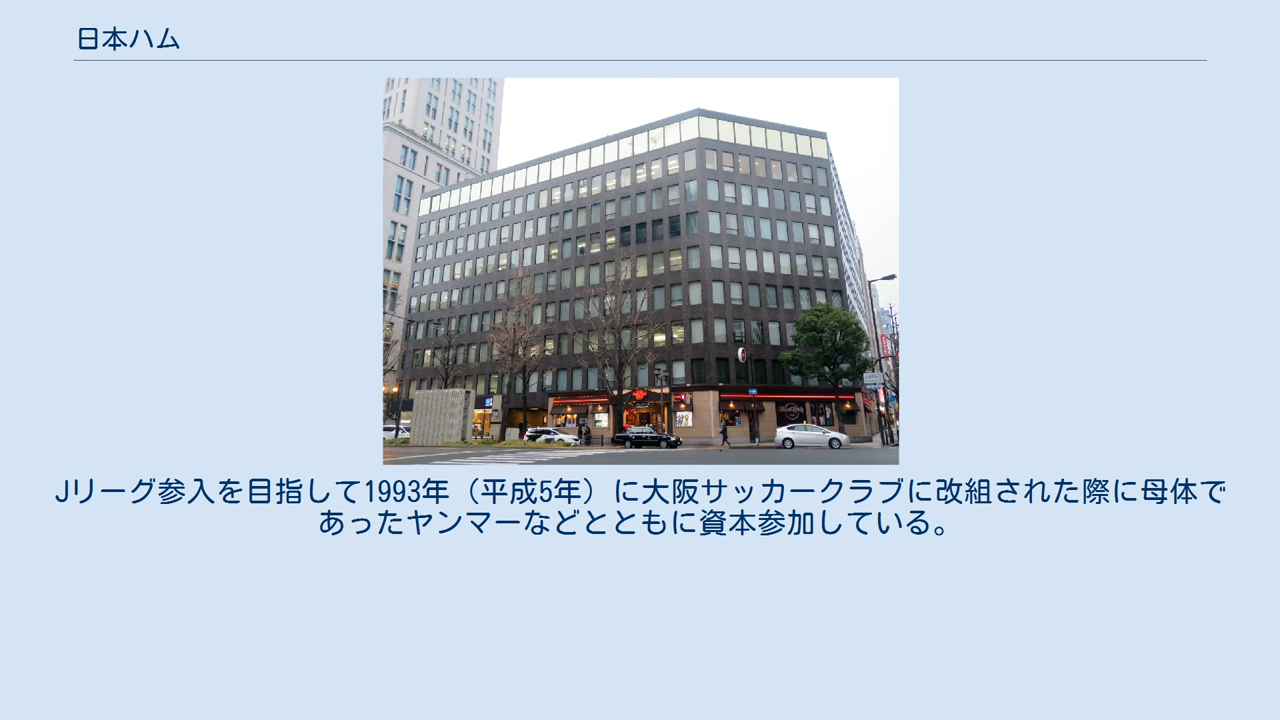 日本ハム
Hard Rock
Jリーグ参入を目指して1993年（平成5年）に大阪サッカークラブに改組された際に母体で
あったヤンマーなどとともに資本参加している。